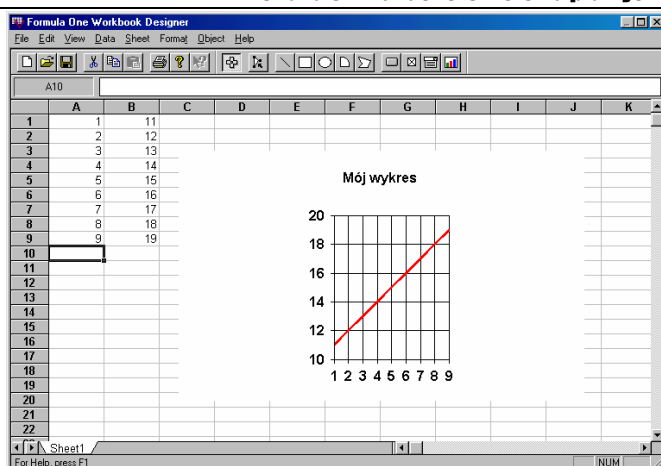 Formula One Workbook Designer
File Edit View Data Sheet Format Object Help
A10
A B C D E F G H I J K
1 1 11
2 2 12
3 3 13
4 4 14
5 5 15
6 6 16
7 7 17
8 8 18
9 9 19
10
11
12
13
14
15
16
17
18
19
20
21
22
Mój wykres
20
18
16
14
12
10
1 2 3 4 5 6 7 8 9
Sheet1
For Help, press F1
NUM